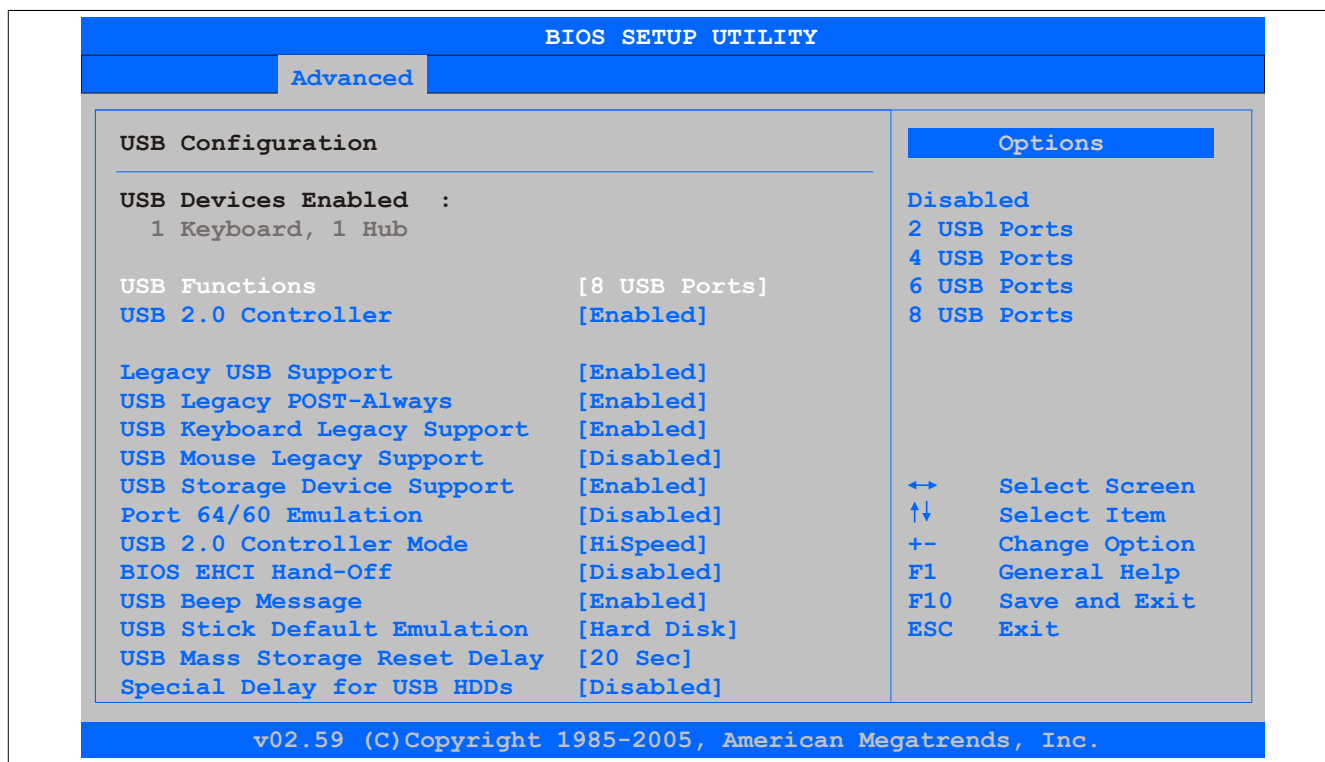 BIOS SETUP UTILITY
Advanced
USB Configuration
USB Devices Enabled :
1 Keyboard, 1 Hub
USB Functions [8 USB Ports]
USB 2.0 Controller [Enabled]
Legacy USB Support [Enabled]
USB Legacy POST-Always [Enabled]
USB Keyboard Legacy Support [Enabled]
USB Mouse Legacy Support [Disabled]
USB Storage Device Support [Enabled]
Port 64/60 Emulation [Disabled]
USB 2.0 Controller Mode [HiSpeed]
BIOS EHCI Hand-Off [Disabled]
USB Beep Message [Enabled]
USB Stick Default Emulation [Hard Disk]
USB Mass Storage Reset Delay [20 Sec]
Special Delay for USB HDDs [Disabled]
Options
Disabled
2 USB Ports
4 USB Ports
6 USB Ports
8 USB Ports
↔ Select Screen
↑↓ Select Item
+- Change Option
F1 General Help
F10 Save and Exit
ESC Exit
v02.59 (C)Copyright 1985-2005, American Megatrends, Inc.